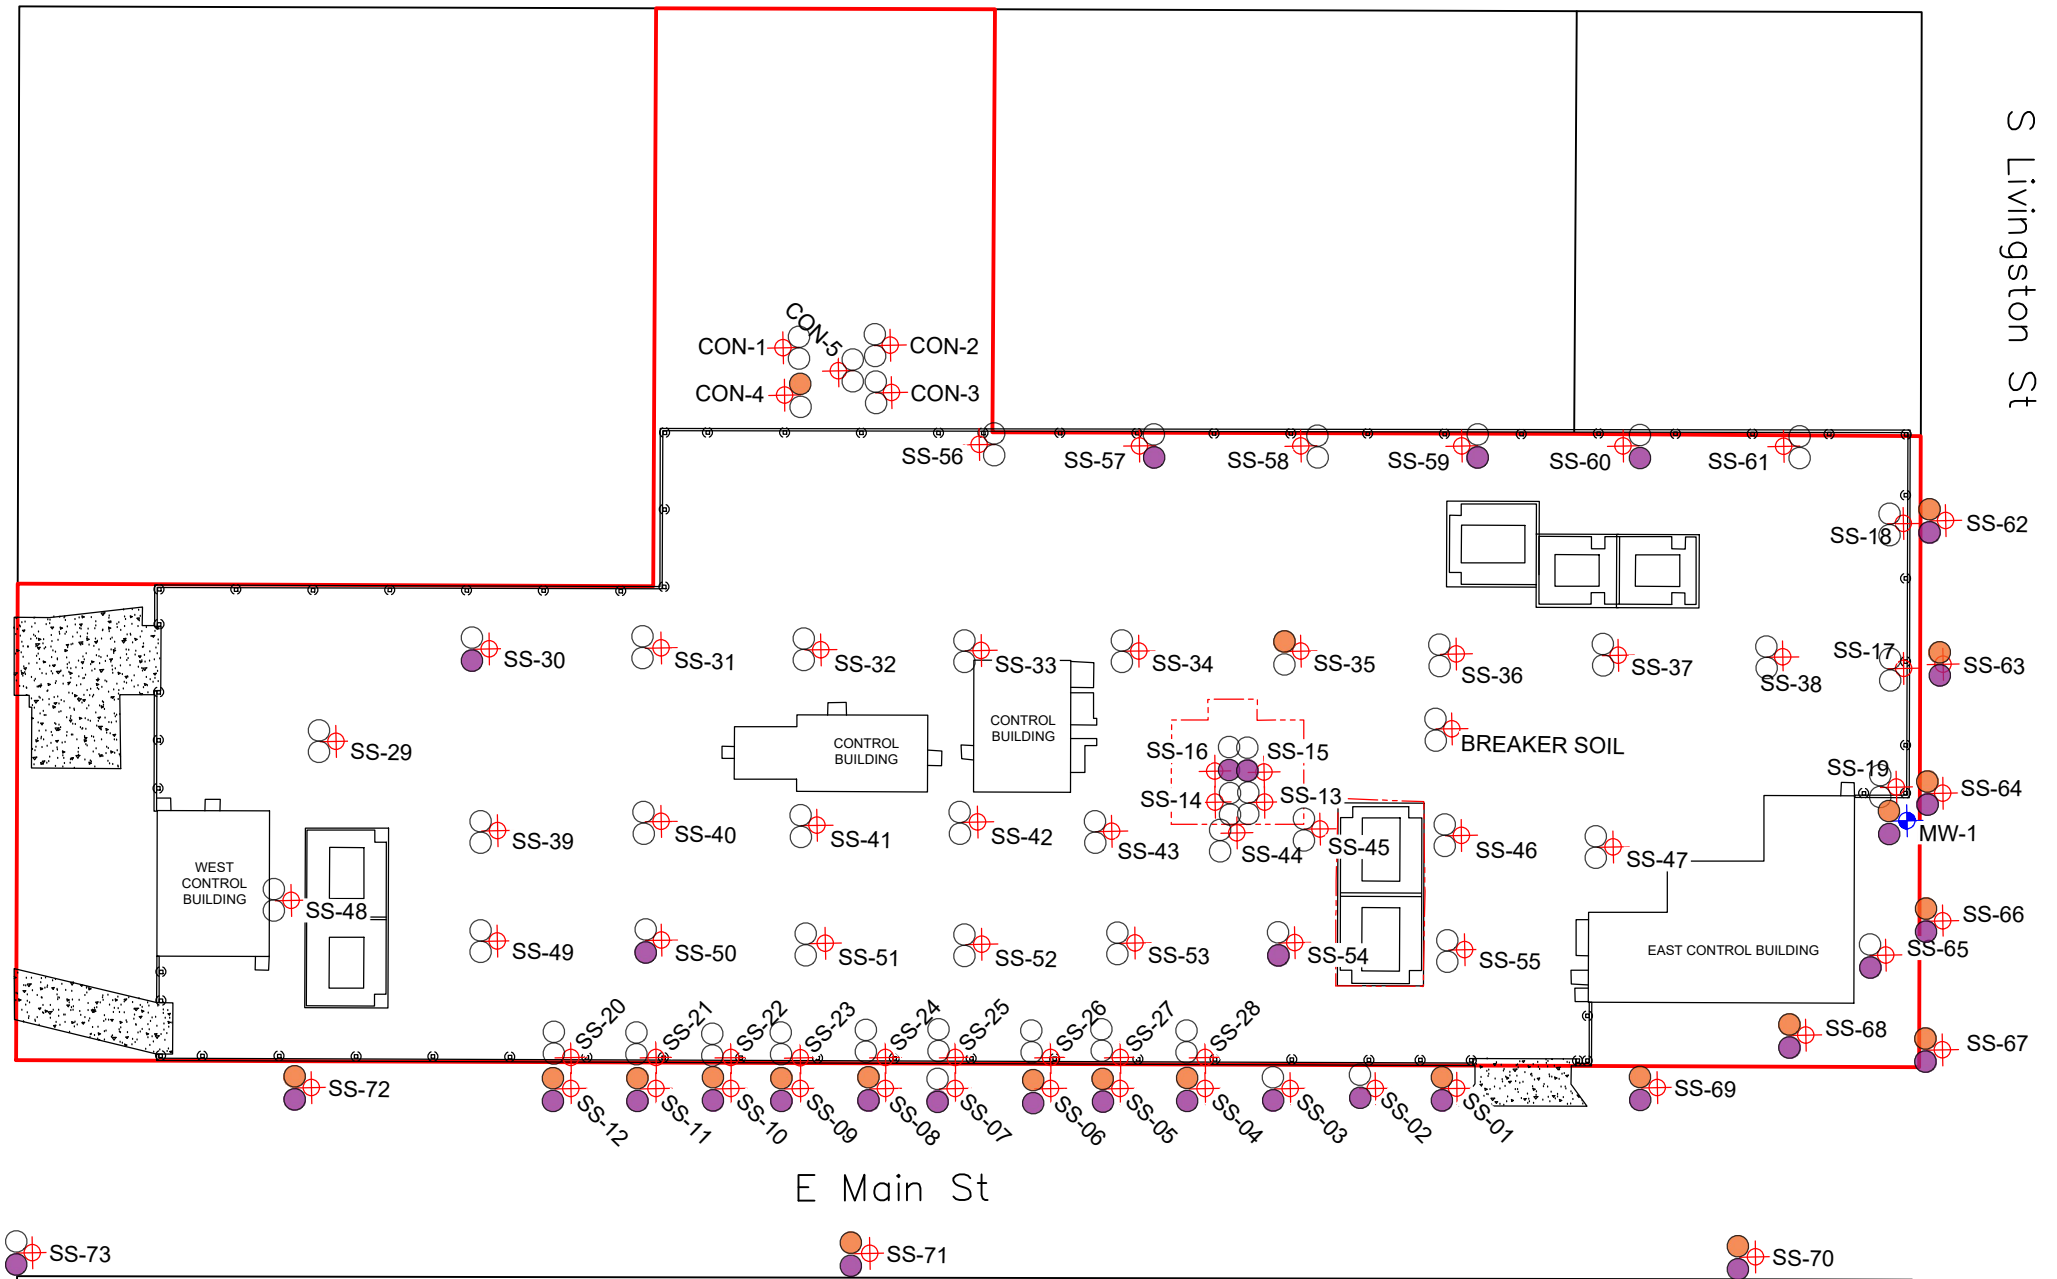 S Livingston St
CON-5
CON-1
CON-2
CON-4
CON-3
SS-56
SS-57
SS-58
SS-59
SS-60
SS-61
SS-18
SS-62
SS-30
SS-31
SS-32
SS-33
SS-34
SS-35
SS-36
SS-37
SS-38
SS-17
SS-63
SS-29
CONTROL
BUILDING
CONTROL
BUILDING
SS-16
SS-15
BREAKER SOIL
SS-19
SS-14
SS-13
SS-64
SS-39
SS-40
SS-41
SS-42
SS-43
SS-44
SS-45
SS-46
SS-47
MW-1
WEST
CONTROL
BUILDING
SS-48
SS-49
SS-50
SS-51
SS-52
SS-53
SS-54
SS-55
EAST CONTROL BUILDING
SS-66
SS-65
SS-20
SS-21
SS-22
SS-23
SS-24
SS-25
SS-26
SS-27
SS-28
SS-68
SS-67
SS-72
SS-12
SS-11
SS-10
SS-09
SS-08
SS-07
SS-06
SS-05
SS-04
SS-03
SS-02
SS-01
SS-69
E Main St
SS-73
SS-71
SS-70